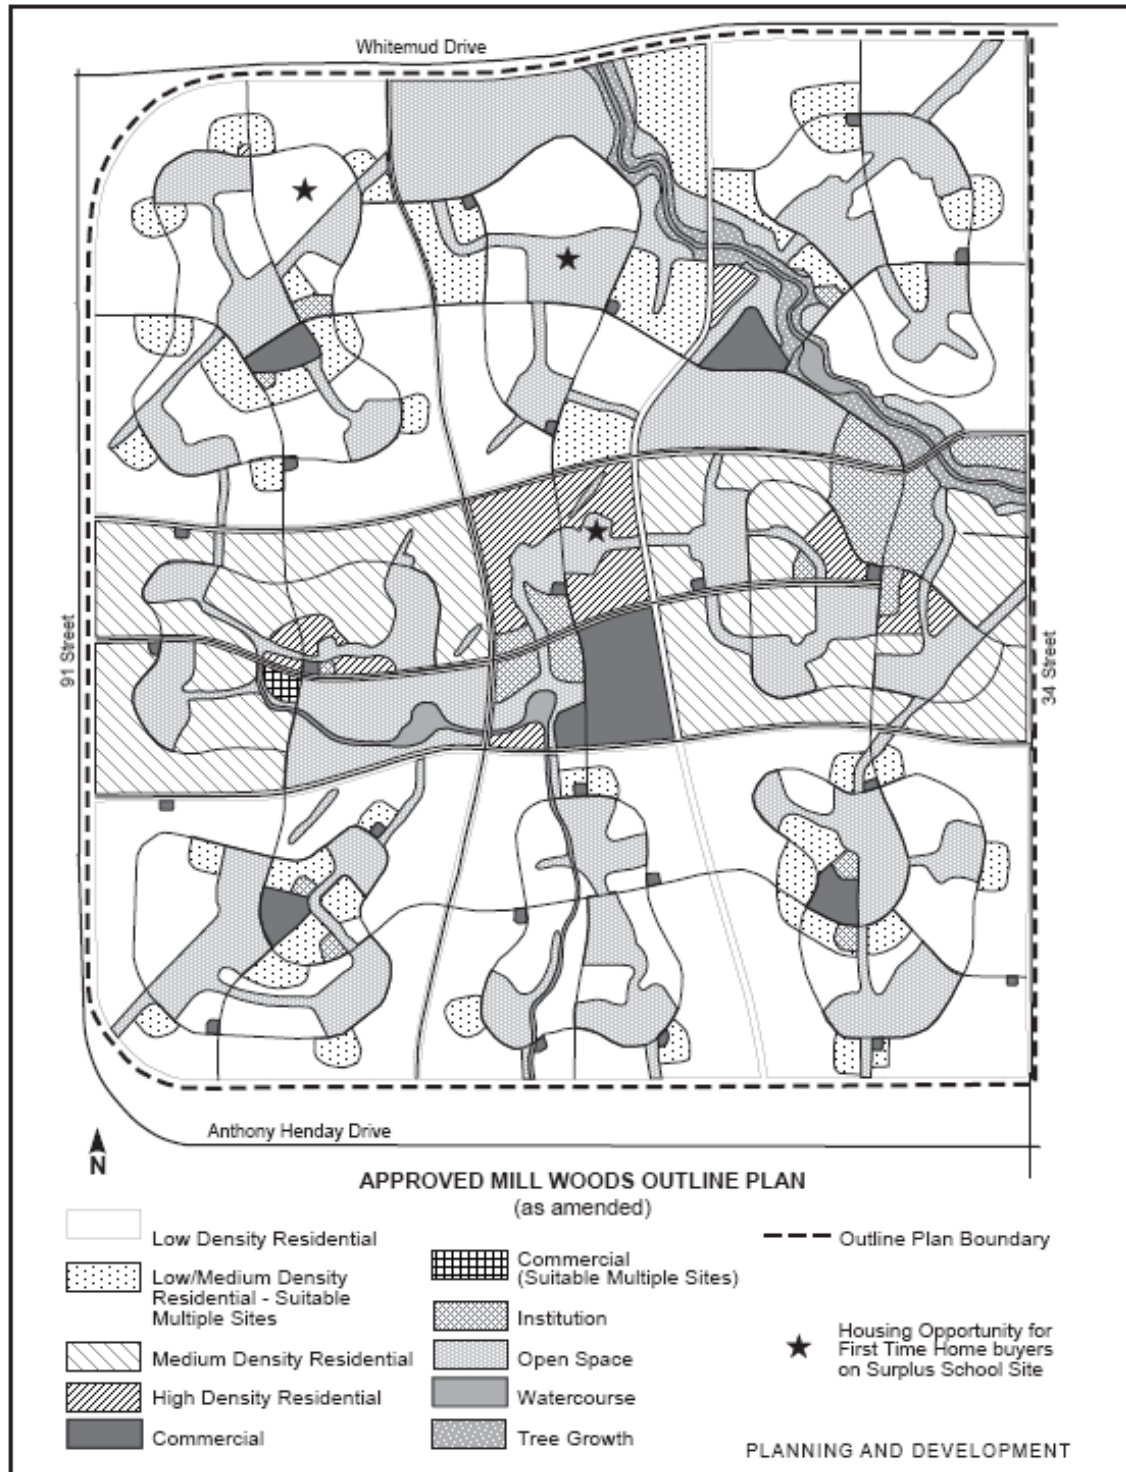 Whitemud Drive
91 Street
34 Street
Anthony Henday Drive
N
APPROVED MILL WOODS OUTLINE PLAN
(as amended)
Low Density Residential
Low/Medium Density
Residential - Suitable
Multiple Sites
Medium Density Residential
High Density Residential
Commercial
Commercial
(Suitable Multiple Sites)
Institution
Open Space
Watercourse
Tree Growth
Outline Plan Boundary
Housing Opportunity for
First Time Home buyers
on Surplus School Site
PLANNING AND DEVELOPMENT